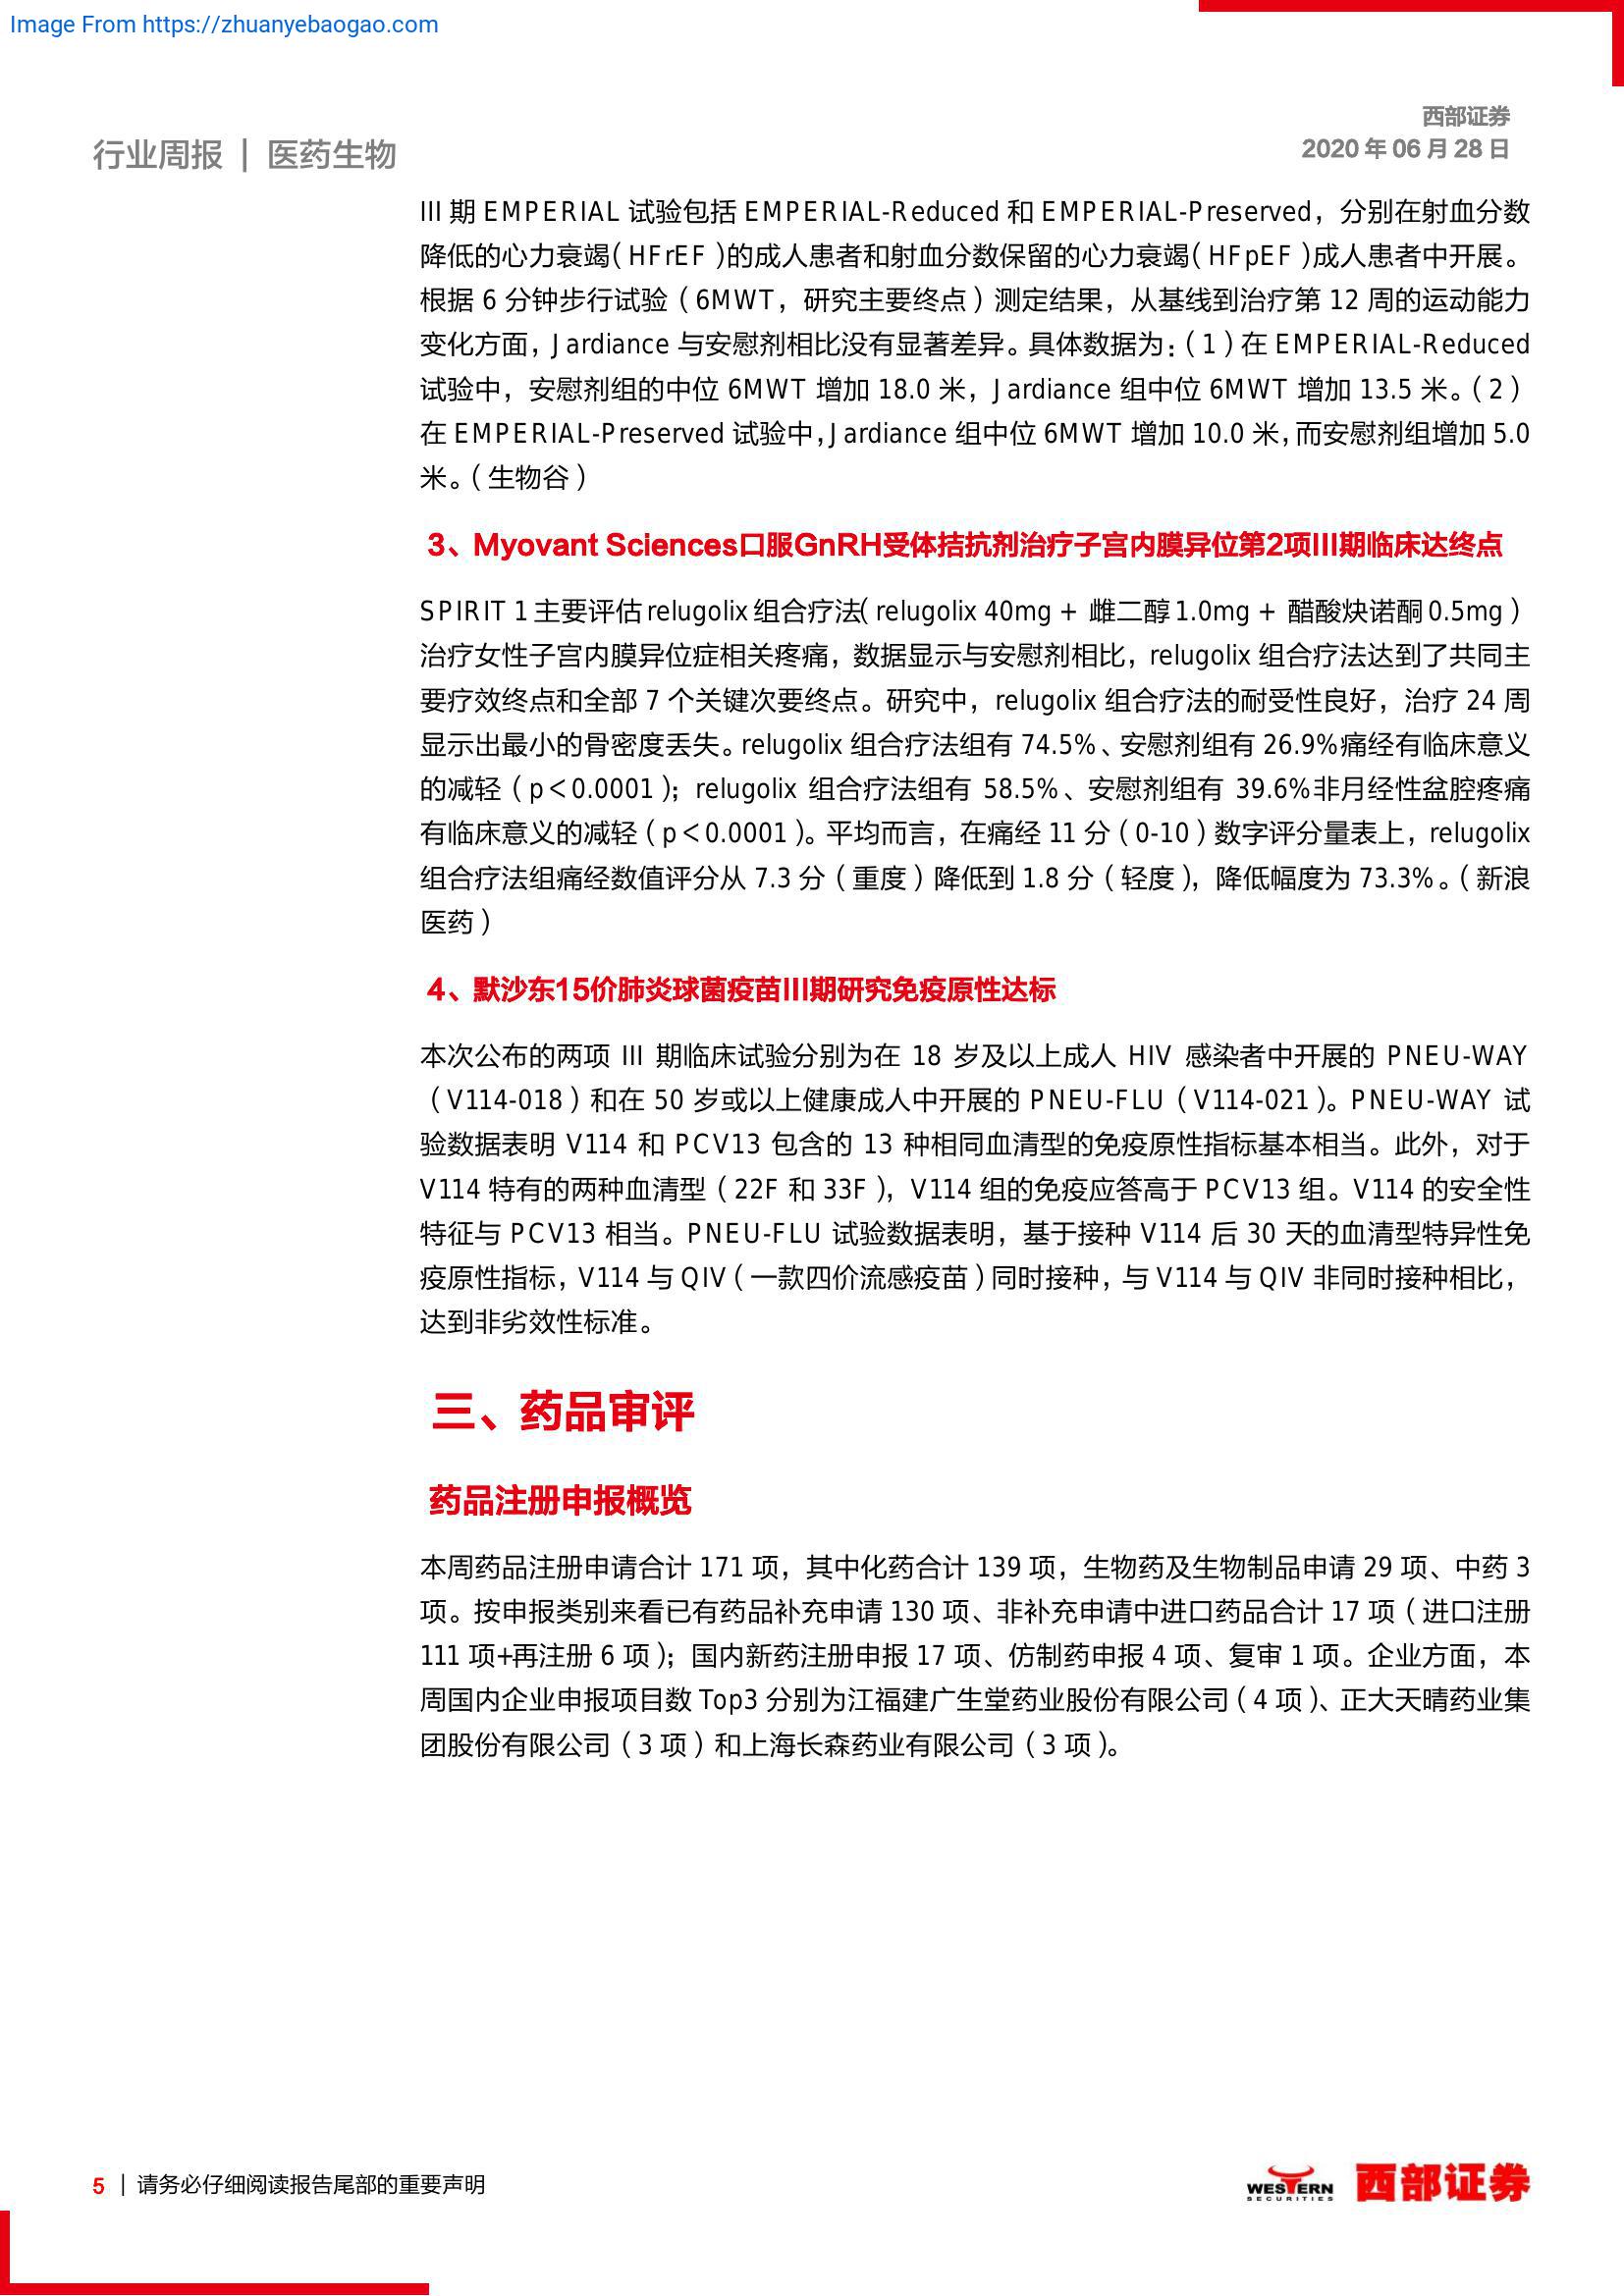 Image From https://zhuanyebaogao.com
西部证券
2020 年 06 月 28 日
行业周报 | 医药生物
III 期 EMPERIAL 试验包括 EMPERIAL-Reduced 和 EMPERIAL-Preserved，分别在射血分数
降低的心力衰竭（HFrEF）的成人患者和射血分数保留的心力衰竭（HFpEF）成人患者中开展。
根据 6 分钟步行试验（6MWT，研究主要终点）测定结果，从基线到治疗第 12 周的运动能力
变化方面，Jardiance 与安慰剂相比没有显著差异。具体数据为：（1）在 EMPERIAL-Reduced
试验中，安慰剂组的中位 6MWT 增加 18.0 米，Jardiance 组中位 6MWT 增加 13.5 米。（2）
在 EMPERIAL-Preserved 试验中，Jardiance 组中位 6MWT 增加 10.0 米，而安慰剂组增加 5.0
米。（生物谷）
3、Myovant Sciences口服GnRH受体拮抗剂治疗子宫内膜异位第2项III期临床达终点
SPIRIT 1 主要评估 relugolix 组合疗法（relugolix 40mg + 雌二醇 1.0mg + 醋酸炔诺酮 0.5mg）
治疗女性子宫内膜异位症相关疼痛，数据显示与安慰剂相比，relugolix 组合疗法达到了共同主
要疗效终点和全部 7 个关键次要终点。研究中，relugolix 组合疗法的耐受性良好，治疗 24 周
显示出最小的骨密度丢失。relugolix 组合疗法组有 74.5%、安慰剂组有 26.9%痛经有临床意义
的减轻（p＜0.0001）；relugolix 组合疗法组有 58.5%、安慰剂组有 39.6%非月经性盆腔疼痛
有临床意义的减轻（p＜0.0001）。平均而言，在痛经 11 分（0-10）数字评分量表上，relugolix
组合疗法组痛经数值评分从 7.3 分（重度）降低到 1.8 分（轻度），降低幅度为 73.3%。（新浪
医药）
4、默沙东15价肺炎球菌疫苗III期研究免疫原性达标
本次公布的两项 III 期临床试验分别为在 18 岁及以上成人 HIV 感染者中开展的 PNEU-WAY
（V114-018）和在 50 岁或以上健康成人中开展的 PNEU-FLU（V114-021）。PNEU-WAY 试
验数据表明 V114 和 PCV13 包含的 13 种相同血清型的免疫原性指标基本相当。此外，对于
V114 特有的两种血清型（22F 和 33F），V114 组的免疫应答高于 PCV13 组。V114 的安全性
特征与 PCV13 相当。PNEU-FLU 试验数据表明，基于接种 V114 后 30 天的血清型特异性免
疫原性指标，V114 与 QIV（一款四价流感疫苗）同时接种，与 V114 与 QIV 非同时接种相比，
达到非劣效性标准。
三、药品审评
药品注册申报概览
本周药品注册申请合计 171 项，其中化药合计 139 项，生物药及生物制品申请 29 项、中药 3
项。按申报类别来看已有药品补充申请 130 项、非补充申请中进口药品合计 17 项（进口注册
111 项+再注册 6 项）；国内新药注册申报 17 项、仿制药申报 4 项、复审 1 项。企业方面，本
周国内企业申报项目数 Top3 分别为江福建广生堂药业股份有限公司（4 项）、正大天晴药业集
团股份有限公司（3 项）和上海长森药业有限公司（3 项）。
5 | 请务必仔细阅读报告尾部的重要声明
WESTERN
SECURITIES
西部证券